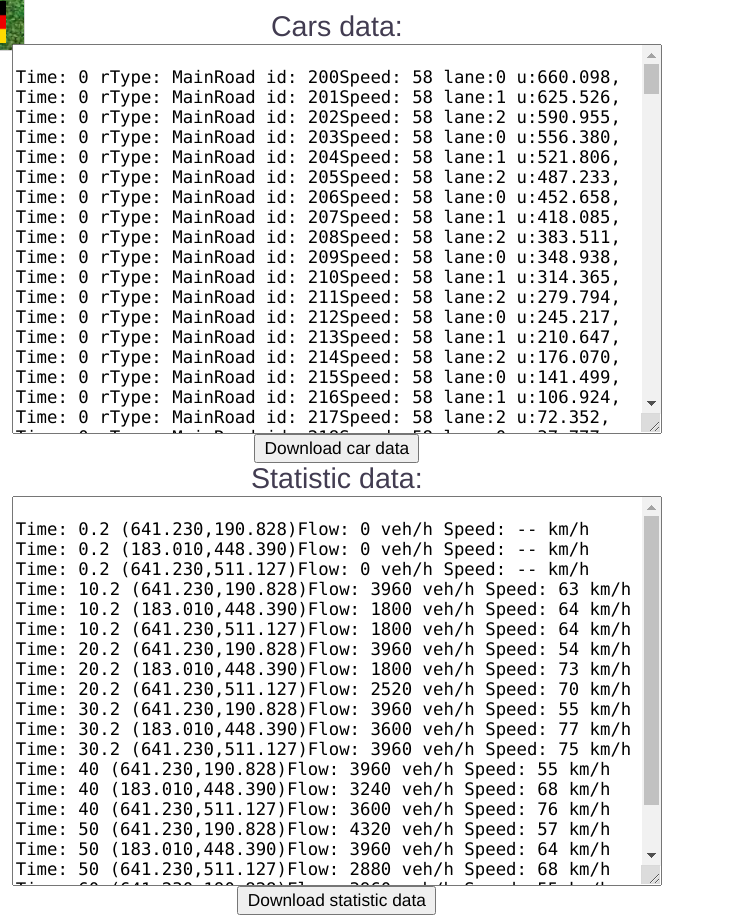 Cars data:
Time: 0 rType: MainRoad id: 200Speed: 58 lane:0 u:660.098,
Time: 0 rType: MainRoad id: 201Speed: 58 lane:1 u:625.526,
Time: 0 rType: MainRoad id: 202Speed: 58 lane:2 u:590.955,
Time: 0 rType: MainRoad id: 203Speed: 58 lane:0 u:556.380,
Time: 0 rType: MainRoad id: 204Speed: 58 lane:1 u:521.806,
Time: 0 rType: MainRoad id: 205Speed: 58 lane:2 u:487.233,
Time: 0 rType: MainRoad id: 206Speed: 58 lane:0 u:452.658,
Time: 0 rType: MainRoad id: 207Speed: 58 lane:1 u:418.085,
Time: 0 rType: MainRoad id: 208Speed: 58 lane:2 u:383.511,
Time: 0 rType: MainRoad id: 209Speed: 58 lane:0 u:348.938,
Time: 0 rType: MainRoad id: 210Speed: 58 lane:1 u:314.365,
Time: 0 rType: MainRoad id: 211Speed: 58 lane:2 u:279.794,
Time: 0 rType: MainRoad id: 212Speed: 58 lane:0 u:245.217,
Time: 0 rType: MainRoad id: 213Speed: 58 lane:1 u:210.647,
Time: 0 rType: MainRoad id: 214Speed: 58 lane:2 u:176.070,
Time: 0 rType: MainRoad id: 215Speed: 58 lane:0 u:141.499,
Time: 0 rType: MainRoad id: 216Speed: 58 lane:1 u:106.924,
Time: 0 rType: MainRoad id: 217Speed: 58 lane:2 u:72.352,
Download car data
Statistic data:
Time: 0.2 (641.230,190.828)Flow: 0 veh/h Speed: -- km/h
Time: 0.2 (183.010,448.390)Flow: 0 veh/h Speed: -- km/h
Time: 0.2 (641.230,511.127)Flow: 0 veh/h Speed: -- km/h
Time: 10.2 (641.230,190.828)Flow: 3960 veh/h Speed: 63 km/h
Time: 10.2 (183.010,448.390)Flow: 1800 veh/h Speed: 64 km/h
Time: 10.2 (641.230,511.127)Flow: 1800 veh/h Speed: 64 km/h
Time: 20.2 (641.230,190.828)Flow: 3960 veh/h Speed: 54 km/h
Time: 20.2 (183.010,448.390)Flow: 1800 veh/h Speed: 73 km/h
Time: 20.2 (641.230,511.127)Flow: 2520 veh/h Speed: 70 km/h
Time: 30.2 (641.230,190.828)Flow: 3960 veh/h Speed: 55 km/h
Time: 30.2 (183.010,448.390)Flow: 3600 veh/h Speed: 77 km/h
Time: 30.2 (641.230,511.127)Flow: 3960 veh/h Speed: 75 km/h
Time: 40 (641.230,190.828)Flow: 3960 veh/h Speed: 55 km/h
Time: 40 (183.010,448.390)Flow: 3240 veh/h Speed: 68 km/h
Time: 40 (641.230,511.127)Flow: 3600 veh/h Speed: 76 km/h
Time: 50 (641.230,190.828)Flow: 4320 veh/h Speed: 57 km/h
Time: 50 (183.010,448.390)Flow: 3960 veh/h Speed: 64 km/h
Time: 50 (641.230,511.127)Flow: 2880 veh/h Speed: 68 km/h
Download statistic data